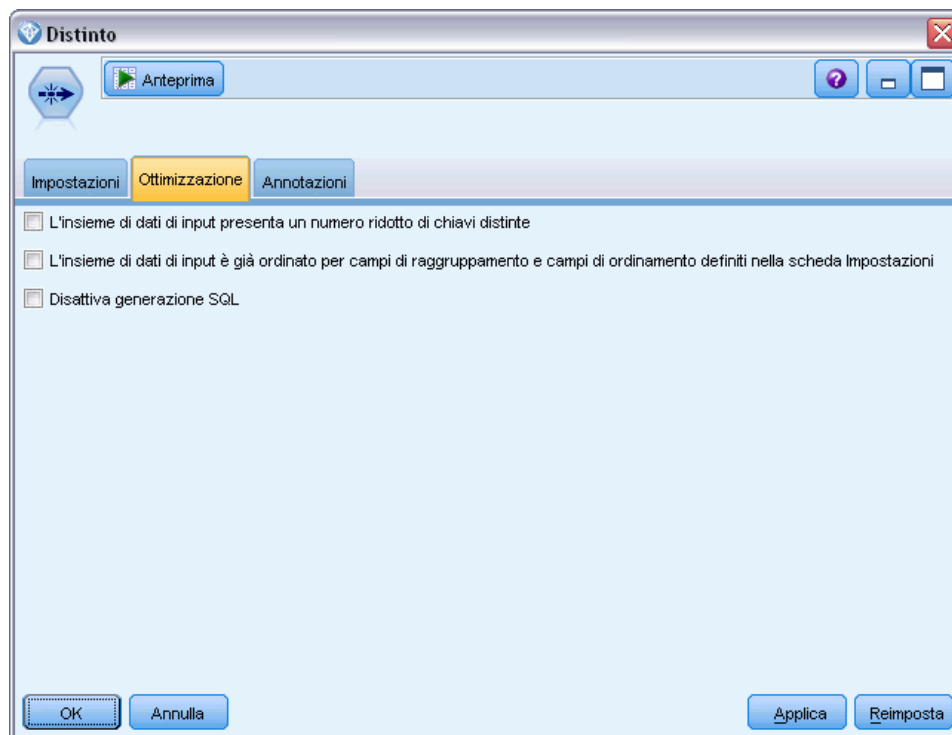 Distinto
Anteprima
Impostazioni
Ottimizzazione
Annotazioni
L'insieme di dati di input presenta un numero ridotto di chiavi distinte
L'insieme di dati di input è già ordinato per campi di raggruppamento e campi di ordinamento definiti nella scheda Impostazioni
Disattiva generazione SQL
OK
Annulla
Applica
Reimposta